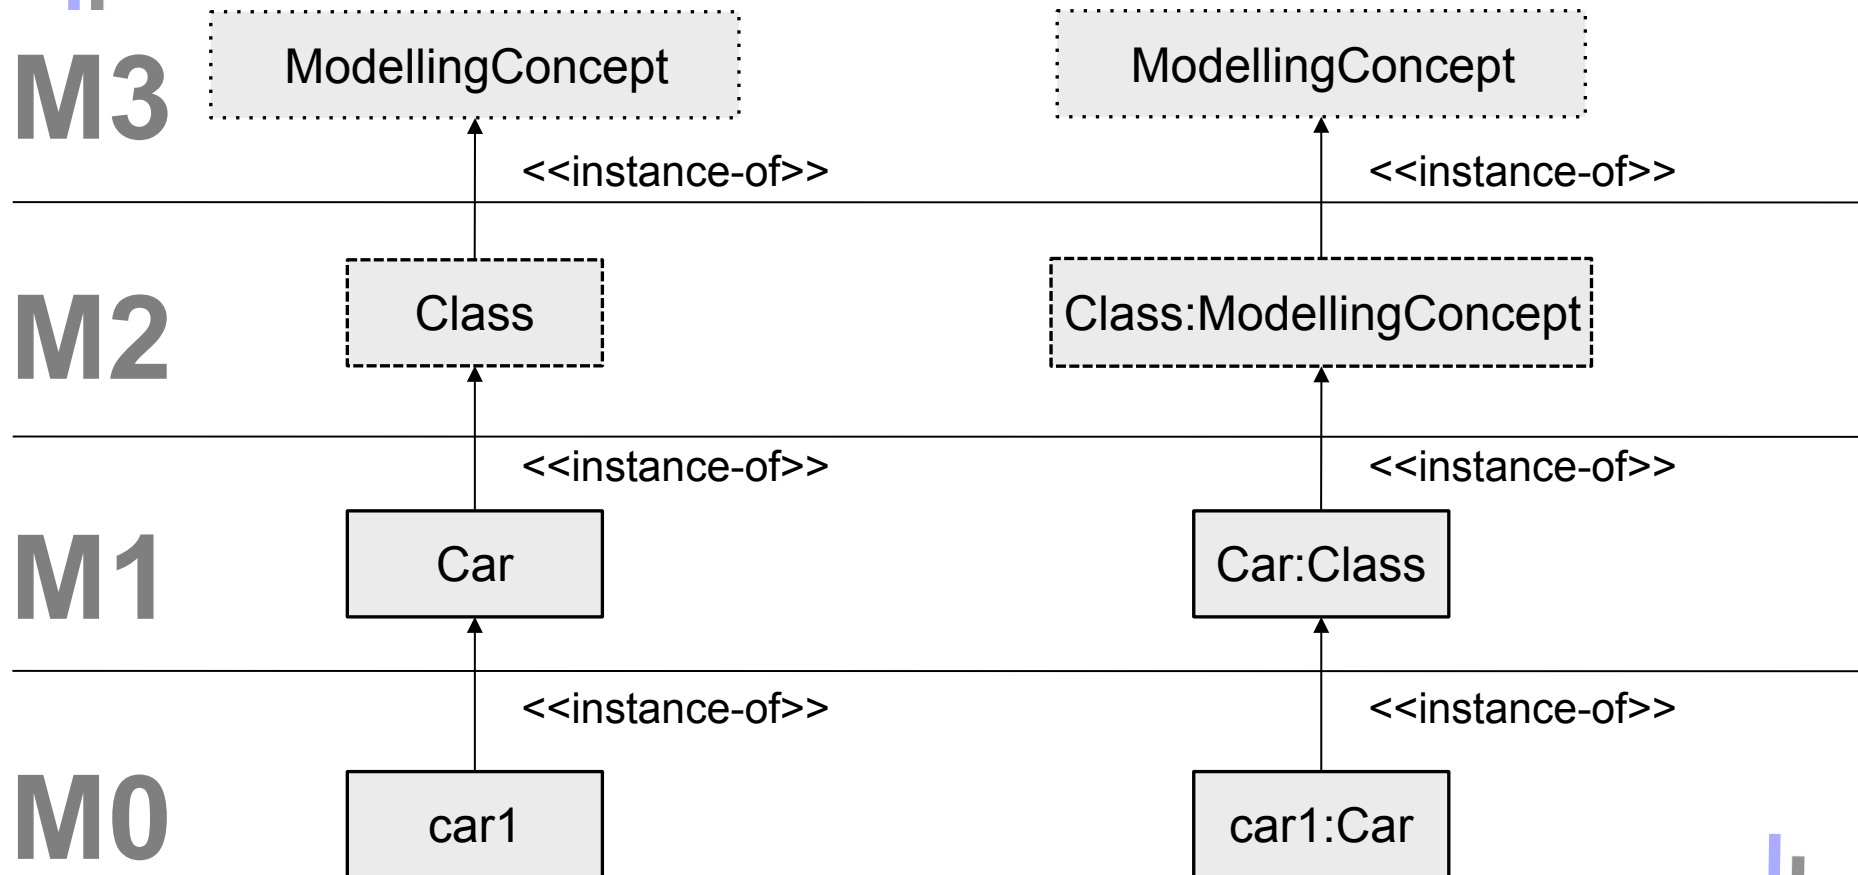 M3
ModellingConcept
ModellingConcept
<<instance-of>>
<<instance-of>>
M2
Class
Class:ModellingConcept
<<instance-of>>
<<instance-of>>
M1
Car
Car:Class
<<instance-of>>
<<instance-of>>
M0
car1
car1:Car